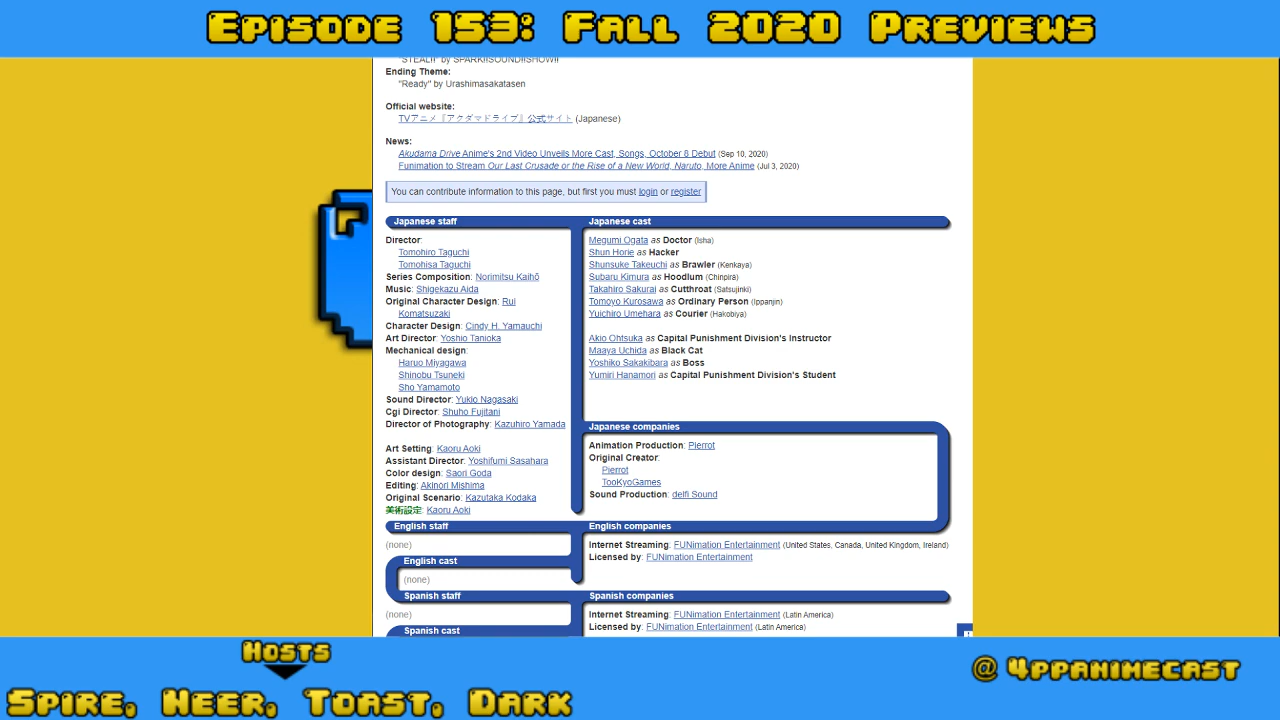 Episode 153: Fall 2020 Previews
"STEAL!!" by SPARK!!SOUND!!SHOW!!
Ending Theme:
"Ready" by Urashimasakatasen
Official website:
TVアニメ『アクダマドライブ』公式サイト (Japanese)
News:
Akudama Drive Anime's 2nd Video Unveils More Cast, Songs, October 8 Debut (Sep 10, 2020)
Funimation to Stream Our Last Crusade or the Rise of a New World, Naruto, More Anime (Jul 3, 2020)
You can contribute information to this page, but first you must login or register
Japanese staff
Director:
Tomohiro Taguchi
Tomohisa Taguchi
Series Composition: Norimitsu Kaihō
Music: Shigekazu Aida
Original Character Design: Rui
Komatsuzaki
Character Design: Cindy H. Yamauchi
Art Director: Yoshio Tanioka
Mechanical design:
Haruo Miyagawa
Shinobu Tsuneki
Sho Yamamoto
Sound Director: Yukio Nagasaki
Cgi Director: Shuho Fujitani
Director of Photography: Kazuhiro Yamada
Art Setting: Kaoru Aoki
Assistant Director: Yoshifumi Sasahara
Color design: Saori Goda
Editing: Akinori Mishima
Original Scenario: Kazutaka Kodaka
美術設定: Kaoru Aoki
Japanese cast
Megumi Ogata as Doctor (Isha)
Shun Horie as Hacker
Shunsuke Takeuchi as Brawler (Kenkaya)
Subaru Kimura as Hoodlum (Chinpira)
Takahiro Sakurai as Cutthroat (Satsujinki)
Tomoyo Kurosawa as Ordinary Person (Ippanjin)
Yuichiro Umehara as Courier (Hakobiya)
Akio Ohtsuka as Capital Punishment Division's Instructor
Maaya Uchida as Black Cat
Yoshiko Sakakibara as Boss
Yumiri Hanamori as Capital Punishment Division's Student
Japanese companies
Animation Production: Pierrot
Original Creator:
Pierrot
TooKyoGames
Sound Production: delfi Sound
English staff
(none)
English cast
(none)
English companies
Internet Streaming: FUNimation Entertainment (United States, Canada, United Kingdom, Ireland)
Licensed by: FUNimation Entertainment
Spanish staff
(none)
Spanish cast
Spanish companies
Internet Streaming: FUNimation Entertainment (Latin America)
Licensed by: FUNimation Entertainment (Latin America)
Hosts
Spire, Neer, Toast, Dark
@ 4ppanimecast